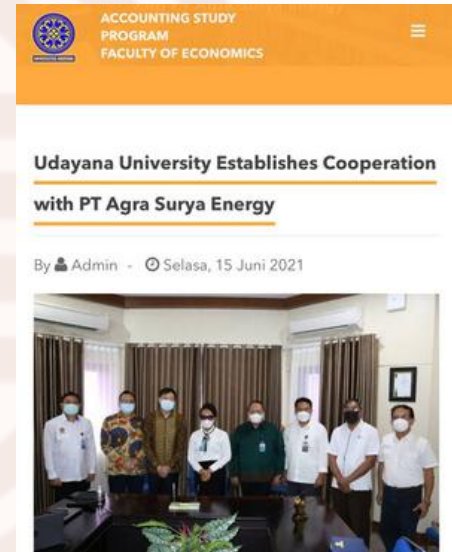 ACCOUNTING STUDY
PROGRAM
FACULTY OF ECONOMICS
Udayana University Establishes Cooperation
with PT Agra Surya Energy
By Admin - Selasa, 15 Juni 2021